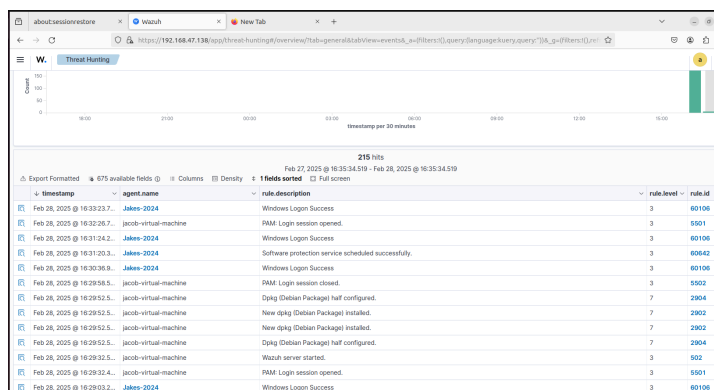 about:sessionrestore × Wazuh × New Tab × +
https://192.168.47.138/app/threat-hunting#/overview/?tab=general&tabView=events&_a=(filters:!(),query:(language:kuery,query:''))&_g=(filters:!(),ref
W. Threat Hunting a
Count
150
100
50
0
18:00 21:00 00:00 03:00 06:00 09:00 12:00 15:00
timestamp per 30 minutes
215 hits
Feb 27, 2025 @ 16:35:34.519 - Feb 28, 2025 @ 16:35:34.519
Export Formatted 675 available fields Columns Density 1 fields sorted Full screen
timestamp agent.name rule.description rule.level rule.id
Feb 28, 2025 @ 16:33:23.7... Jakes-2024 Windows Logon Success 3 60106
Feb 28, 2025 @ 16:32:26.7... jacob-virtual-machine PAM: Login session opened. 3 5501
Feb 28, 2025 @ 16:31:24.2... Jakes-2024 Windows Logon Success 3 60106
Feb 28, 2025 @ 16:31:20.3... Jakes-2024 Software protection service scheduled successfully. 3 60642
Feb 28, 2025 @ 16:30:36.9... Jakes-2024 Windows Logon Success 3 60106
Feb 28, 2025 @ 16:29:58.5... jacob-virtual-machine PAM: Login session closed. 3 5502
Feb 28, 2025 @ 16:29:52.5... jacob-virtual-machine Dpkg (Debian Package) half configured. 7 2904
Feb 28, 2025 @ 16:29:52.5... jacob-virtual-machine New dpkg (Debian Package) installed. 7 2902
Feb 28, 2025 @ 16:29:52.5... jacob-virtual-machine New dpkg (Debian Package) installed. 7 2902
Feb 28, 2025 @ 16:29:52.5... jacob-virtual-machine Dpkg (Debian Package) half configured. 7 2904
Feb 28, 2025 @ 16:29:32.5... jacob-virtual-machine Wazuh server started. 3 502
Feb 28, 2025 @ 16:29:32.4... jacob-virtual-machine PAM: Login session opened. 3 5501
Feb 28, 2025 @ 16:29:03.2... Jakes-2024 Windows Logon Success 3 60106